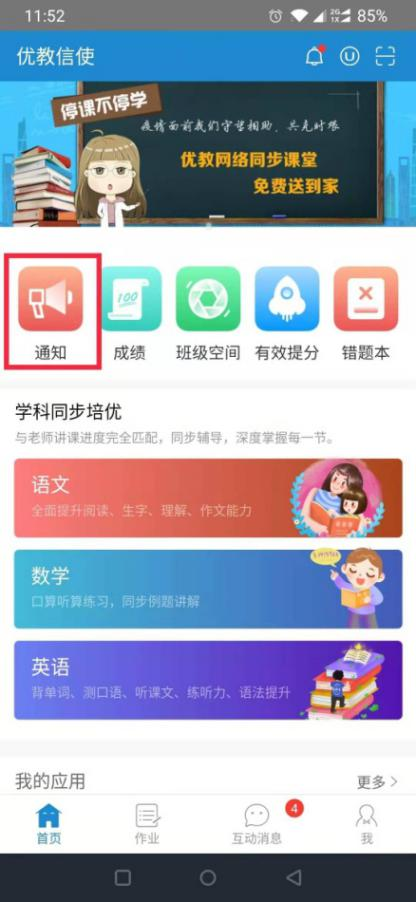 11:52
2G
1X
85%
优教信使
停课不停学
疫情面前我们守望相助，共克时艰
优教网络同步课堂
免费送到家
通知
100
成绩
班级空间
有效提分
错题本
学科同步培优
与老师讲课进度完全匹配，同步辅导，深度掌握每一节。
语文
全面提升阅读、生字、理解、作文能力
数学
口算听算练习，同步例题讲解
英语
背单词、测口语、听课文、练听力、语法提升
我的应用
更多
4
首页
作业
互动消息
我